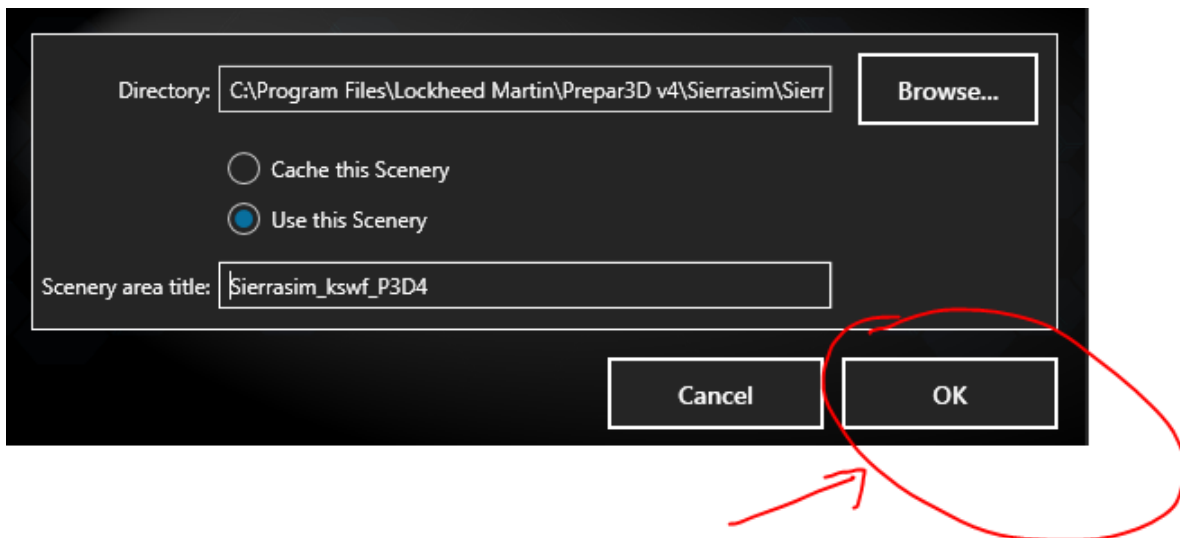 Directory: C:\Program Files\Lockheed Martin\Prepar3D v4\Sierrasim\Sierr Browse...
Cache this Scenery
Use this Scenery
Scenery area title: Sierrasim_kswf_P3D4
Cancel OK